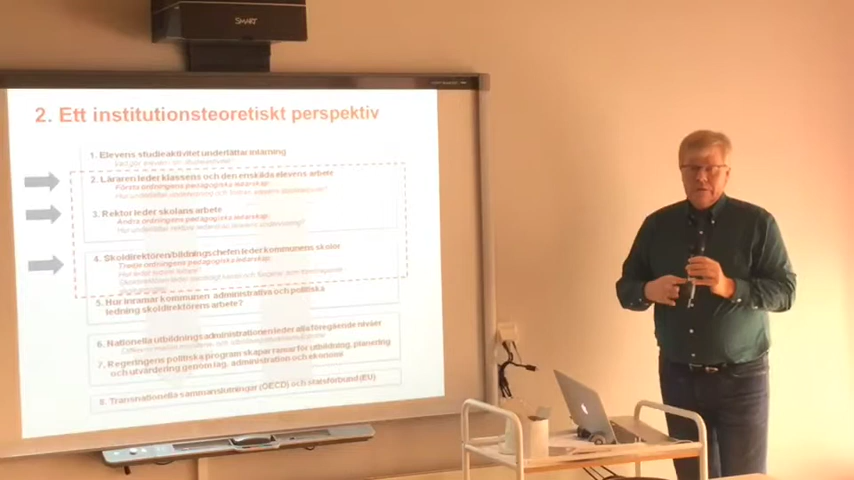 SMART
2. Ett institutionsteoretiskt perspektiv
1. Elevens studieaktivitet underlättar inlärning
2. Läraren leder klassens och den enskilda elevens arbete
Första ordningens pedagogiska ledarskap
3. Rektor leder skolans arbete
Andra ordningens pedagogiska ledarskap
4. Skoldirektören/bildningschefen leder kommunens skolor
Tredje ordningens pedagogiska ledarskap
5. Hur inramar kommunen administrativa och politiska
ledning skoldirektörens arbete?
6. Nationella utbildningsadministrationen leder alla föregående nivåer
7. Regeringens politiska program skapar ramar för utbildning, planering
och utvärdering genom lag, administration och ekonomi
8. Transnationella sammanslutningar (OECD) och statsförbund (EU)